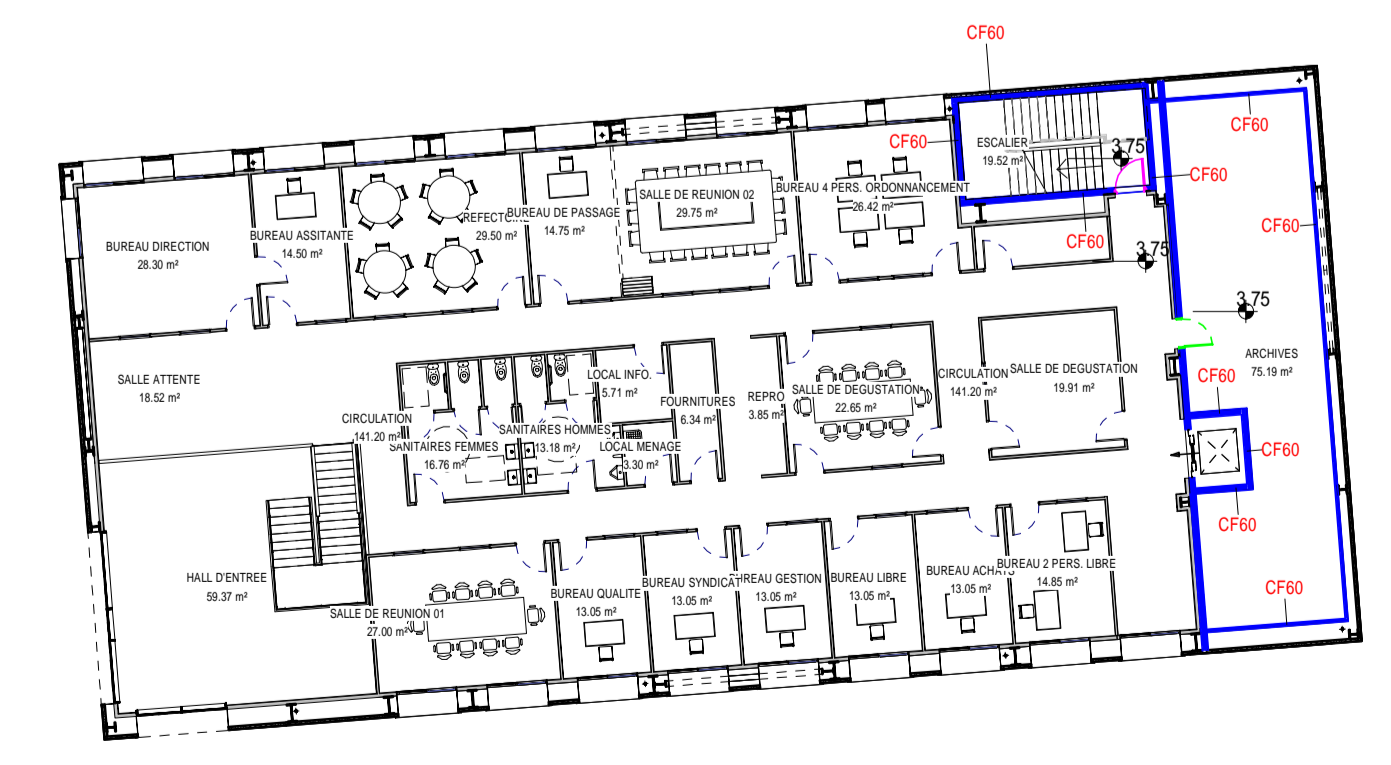 CF60
CF60
CF60
ESCALIER
19.52 m²
3.75
CF60
CF60
CF60
3.75
3.75
BUREAU DIRECTION
28.30 m²
BUREAU ASSITANTE
14.50 m²
REFECTOIRE
29.50 m²
BUREAU DE PASSAGE
14.75 m²
SALLE DE REUNION 02
29.75 m²
BUREAU 4 PERS. ORDONNANCEMENT
26.42 m²
SALLE ATTENTE
18.52 m²
CIRCULATION
141.20 m²
SANITAIRES FEMMES
16.76 m²
SANITAIRES HOMMES
13.18 m²
LOCAL INFO.
5.71 m²
LOCAL MENAGE
3.30 m²
FOURNITURES
6.34 m²
REPRO
3.85 m²
SALLE DE DEGUSTATION
22.65 m²
CIRCULATION
141.20 m²
SALLE DE DEGUSTATION
19.91 m²
ARCHIVES
75.19 m²
CF60
CF60
CF60
CF60
HALL D'ENTREE
59.37 m²
SALLE DE REUNION 01
27.00 m²
BUREAU QUALITE
13.05 m²
BUREAU SYNDICAT
13.05 m²
BUREAU GESTION
13.05 m²
BUREAU LIBRE
13.05 m²
BUREAU ACHATS
13.05 m²
BUREAU 2 PERS. LIBRE
14.85 m²